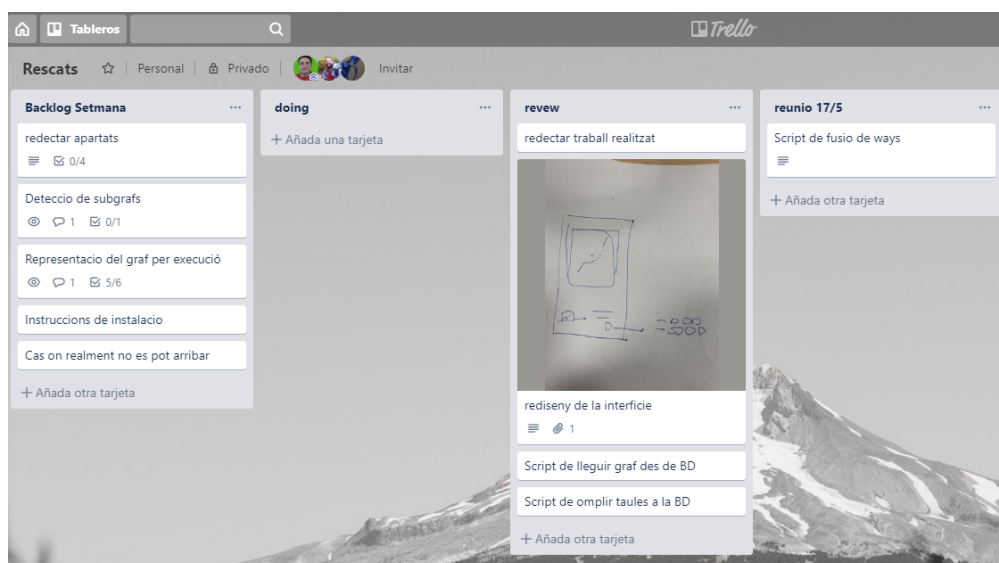 Tableros
Trello
Rescats
Personal
Privado
Invitar
Backlog Setmana
redectar apartats
0/4
Deteccio de subgrafs
1
0/1
Representacio del graf per execució
1
5/6
Instruccions de instalacio
Cas on realment no es pot arribar
+ Añada otra tarjeta
doing
+ Añada una tarjeta
revew
redectar traball realitzat
rediseny de la interficie
1
Script de lleguir graf des de BD
Script de omplir taules a la BD
+ Añada otra tarjeta
reunio 17/5
Script de fusio de ways
+ Añada otra tarjeta